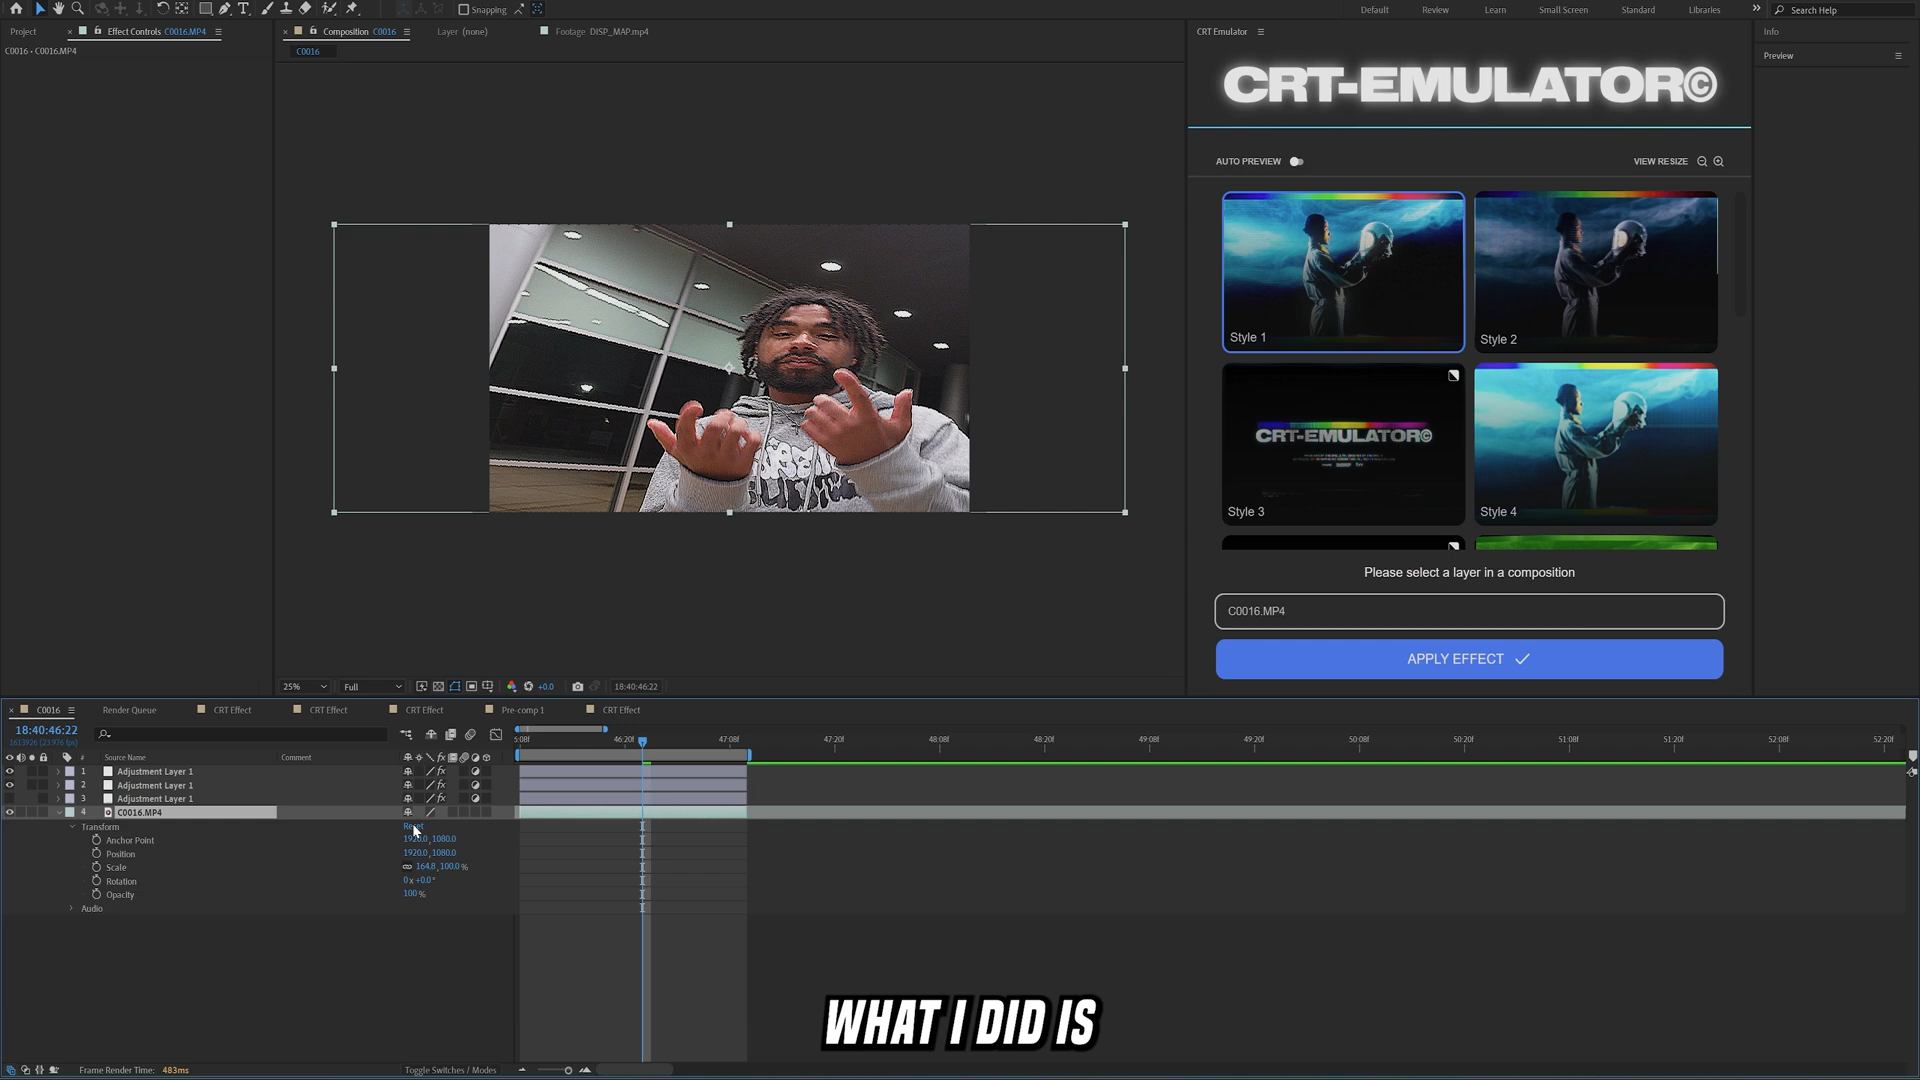 Snapping
Default
Review
Learn
Small Screen
Standard
Libraries
Search Help
Project
Effect Controls C0016.MP4
Composition C0016
Layer (none)
Footage DISP_MAP.mp4
CRT Emulator
Info
C0016 • C0016.MP4
C0016
Preview
CRT-EMULATOR©
AUTO PREVIEW
VIEW RESIZE
Style 1
Style 2
CRT-EMULATOR©
Style 3
Style 4
Please select a layer in a composition
C0016.MP4
APPLY EFFECT
25%
Full
+0.0
18:40:46:22
C0016
Render Queue
CRT Effect
CRT Effect
CRT Effect
Pre-comp 1
CRT Effect
18:40:46:22
1613926 (23.976 fps)
5:08f
46:20f
47:08f
47:20f
48:08f
48:20f
49:08f
49:20f
50:08f
50:20f
51:08f
51:20f
52:08f
52:20f
#
Source Name
Comment
1 Adjustment Layer 1
2 Adjustment Layer 1
3 Adjustment Layer 1
4 C0016.MP4
Transform
Reset
Anchor Point
1920.0, 1080.0
Position
1920.0, 1080.0
Scale
164.8, 100.0 %
Rotation
0 x +0.0 °
Opacity
100 %
Audio
WHAT I DID IS
Frame Render Time: 483ms
Toggle Switches / Modes